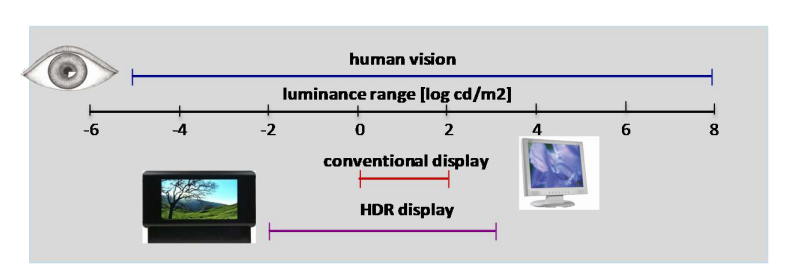 human vision
luminance range [log cd/m2]
-6 -4 -2 0 2 4 6 8
conventional display
HDR display